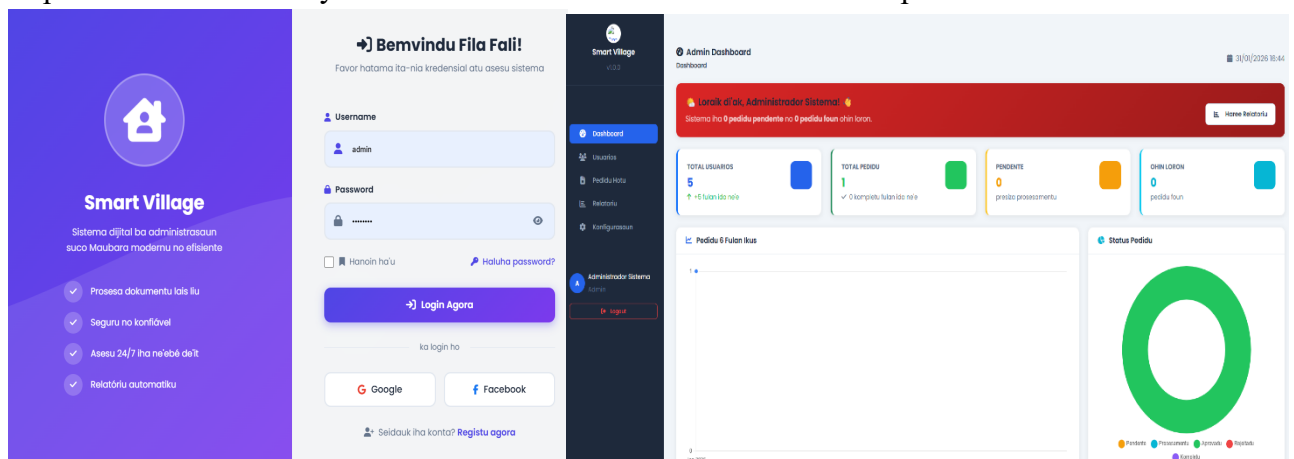 Smart Village
Sistema dijital ba administrasaun
suco Maubara modernu no efisiente
Prosesa dokumentu lais liu
Seguru no konfiável
Asesu 24/7 iha ne'ebé de'it
Relatóriu automatiku
Bemvindu Fila Fali!
Favor hatama ita-nia kredensial atu asesu sistema
Username
admin
Password
••••••••
Hanoin ha'u
Haluha password?
Login Agora
ka login ho
Google
Facebook
Seidauk iha konta? Registu agora
Smart Village
Dashboard
Usuarios
Pedidu Hotu
Relatoriu
Konfigurasaun
Administrador Sistema
Admin
logout
Admin Dashboard
Dashboard
31/01/2026 16:44
Loraik di'ak, Administrador Sistema!
Sistema iha 0 pedidu pendente no 0 pedidu foun ohin loron.
Haree Relatoriu
TOTAL USUARIOS
5
+5 fulan ida ne'e
TOTAL PEDIDU
1
0 kompletu fulan ida ne'e
PENDENTE
0
presiza prosessamentu
OHIN LORON
0
pedidu foun
Pedidu 6 Fulan Ikus
1
0
Status Pedidu
Pendente
Prosesamentu
Aprovadu
Rejeitadu